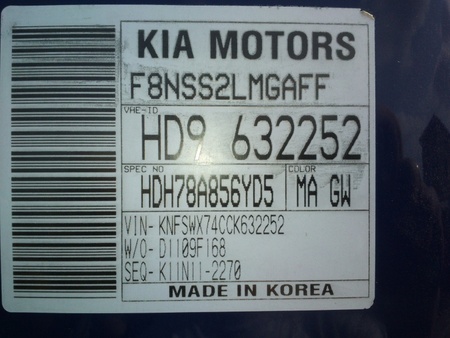 KIA MOTORS
F8NSS2LMGAFF
VHE-ID
HD9 632252
SPEC NO COLOR
HDH78A856YD5 MA GW
VIN- KNFSWX74CCK632252
W/O- D1109F168
SEQ- K11N11-2270
MADE IN KOREA